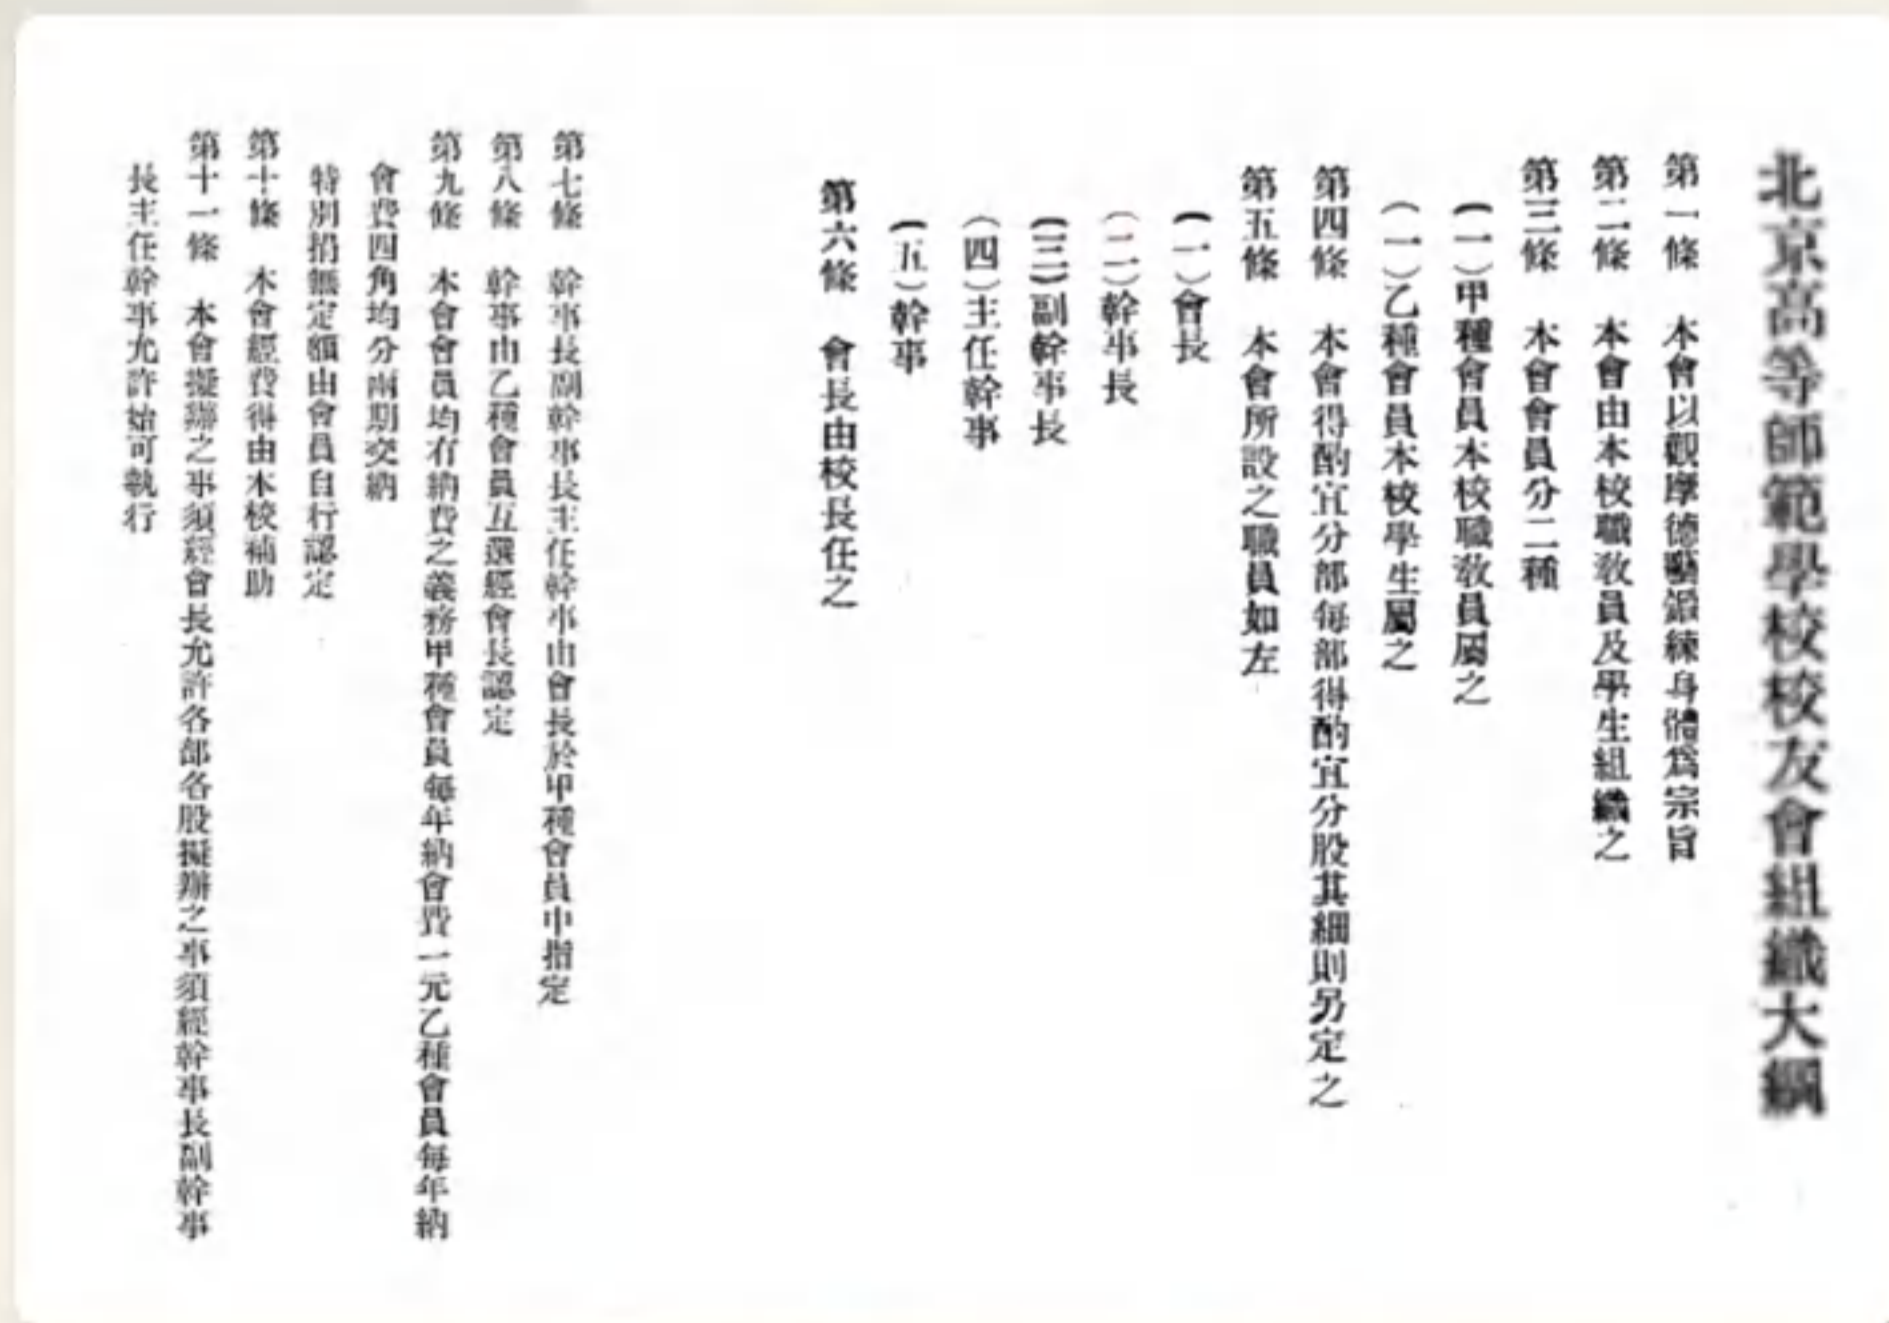 北京高等師範學校校友會組織大綱
第一條　本會以觀摩德藝鍛練身體爲宗旨
第二條　本會由本校職敎員及學生組織之
第三條　本會會員分二種
(一)甲種會員本校職敎員屬之
(二)乙種會員本校學生屬之
第四條　本會得酌宜分部每部得酌宜分股其細則另定之
第五條　本會所設之職員如左
(一)會長
(二)幹事長
(三)副幹事長
(四)主任幹事
(五)幹事
第六條　會長由校長任之
第七條　幹事長副幹事長主任幹事由會長於甲種會員中指定
第八條　幹事由乙種會員互選經會長認定
第九條　本會會員均有納費之義務甲種會員每年納會費一元乙種會員每年納
會費四角均分兩期交納
特別捐無定額由會員自行認定
第十條　本會經費得由本校補助
第十一條　本會擬辦之事須經會長允許各部各股擬辦之事須經幹事長副幹事
長主任幹事允許始可執行